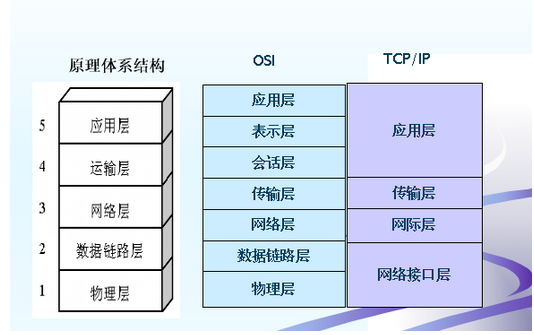 原理体系结构
5 应用层
4 运输层
3 网络层
2 数据链路层
1 物理层
OSI
应用层
表示层
会话层
传输层
网络层
数据链路层
物理层
TCP/IP
应用层
传输层
网际层
网络接口层